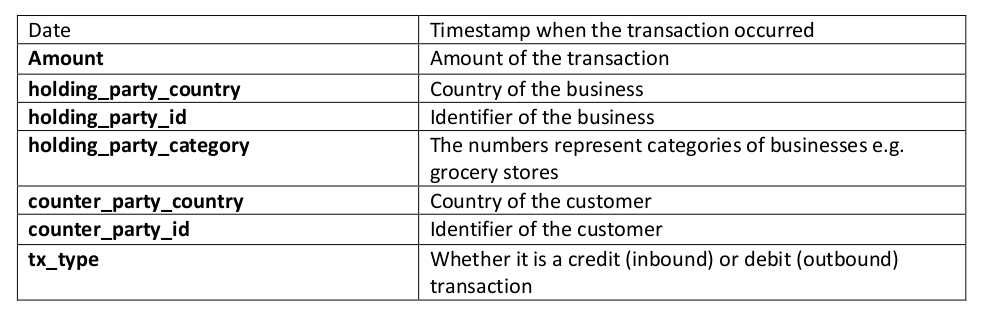 Date
Timestamp when the transaction occurred
Amount
Amount of the transaction
holding_party_country
Country of the business
holding_party_id
Identifier of the business
holding_party_category
The numbers represent categories of businesses e.g.
grocery stores
counter_party_country
Country of the customer
counter_party_id
Identifier of the customer
tx_type
Whether it is a credit (inbound) or debit (outbound)
transaction